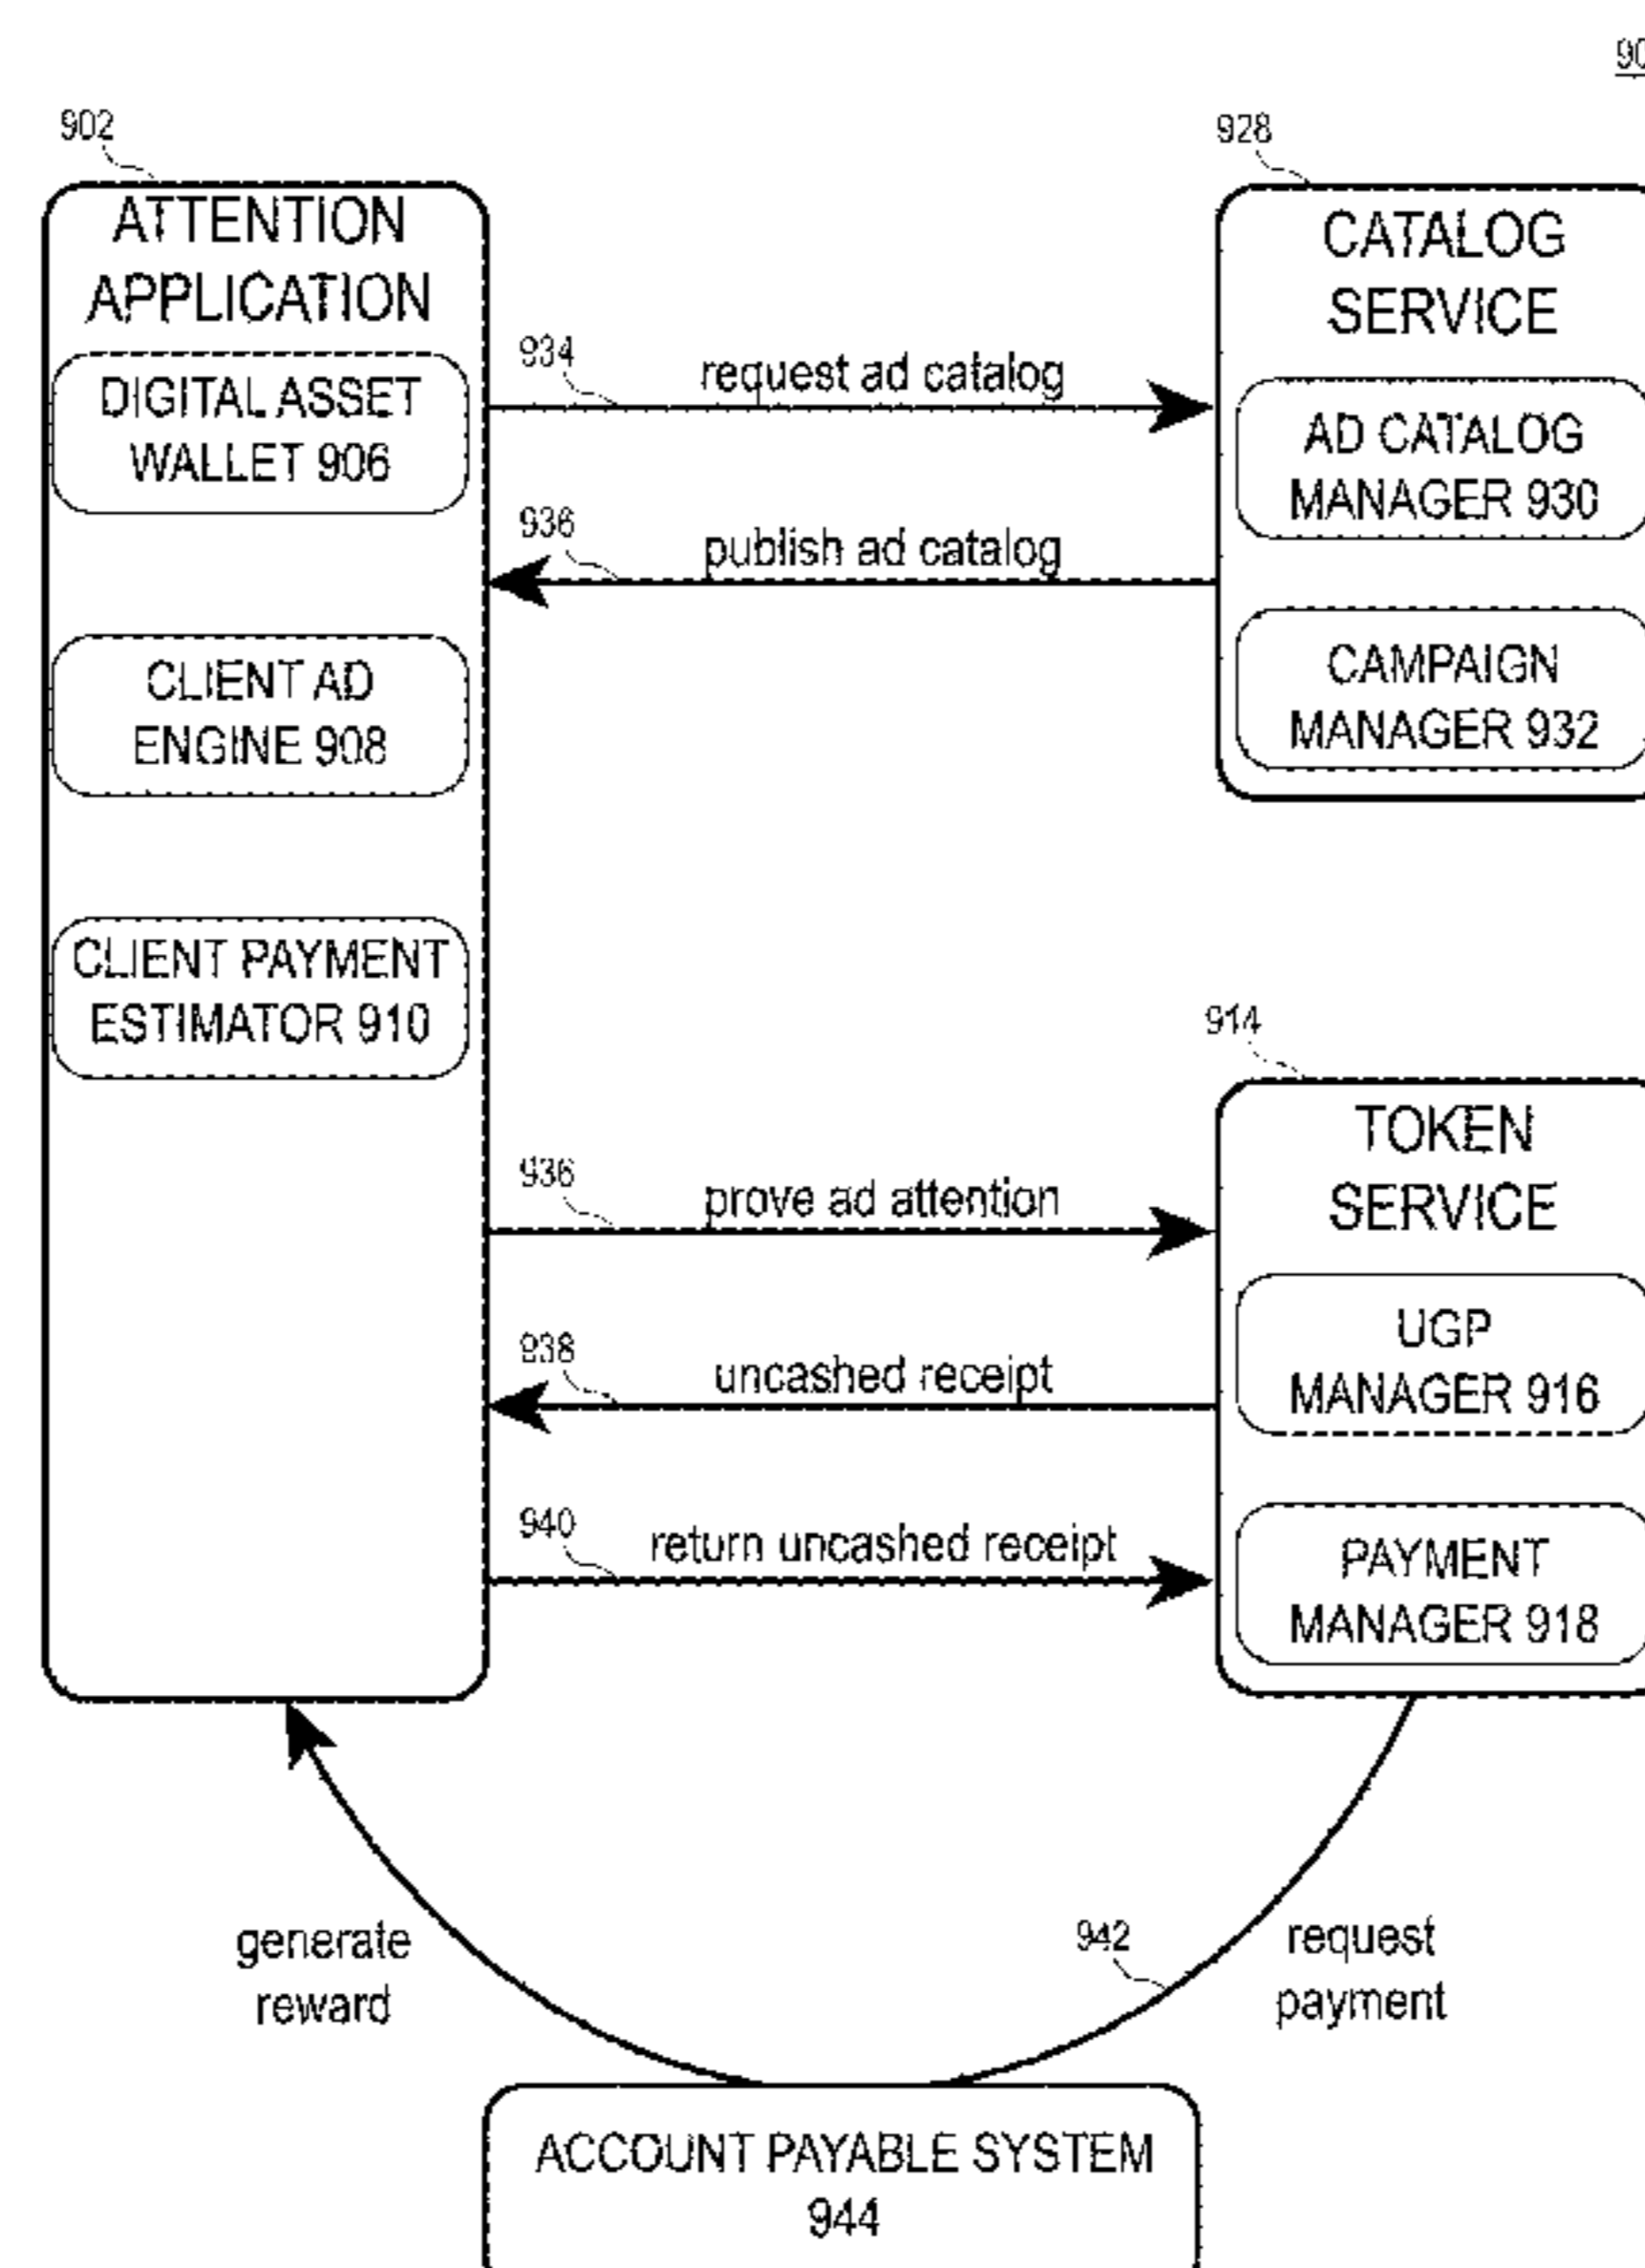 90
902
ATTENTION
APPLICATION
DIGITAL ASSET
WALLET 906
CLIENT AD
ENGINE 908
CLIENT PAYMENT
ESTIMATOR 910
934
request ad catalog
936
publish ad catalog
928
CATALOG
SERVICE
AD CATALOG
MANAGER 930
CAMPAIGN
MANAGER 932
936
prove ad attention
938
uncashed receipt
940
return uncashed receipt
914
TOKEN
SERVICE
UGP
MANAGER 916
PAYMENT
MANAGER 918
generate
reward
942
request
payment
ACCOUNT PAYABLE SYSTEM
944